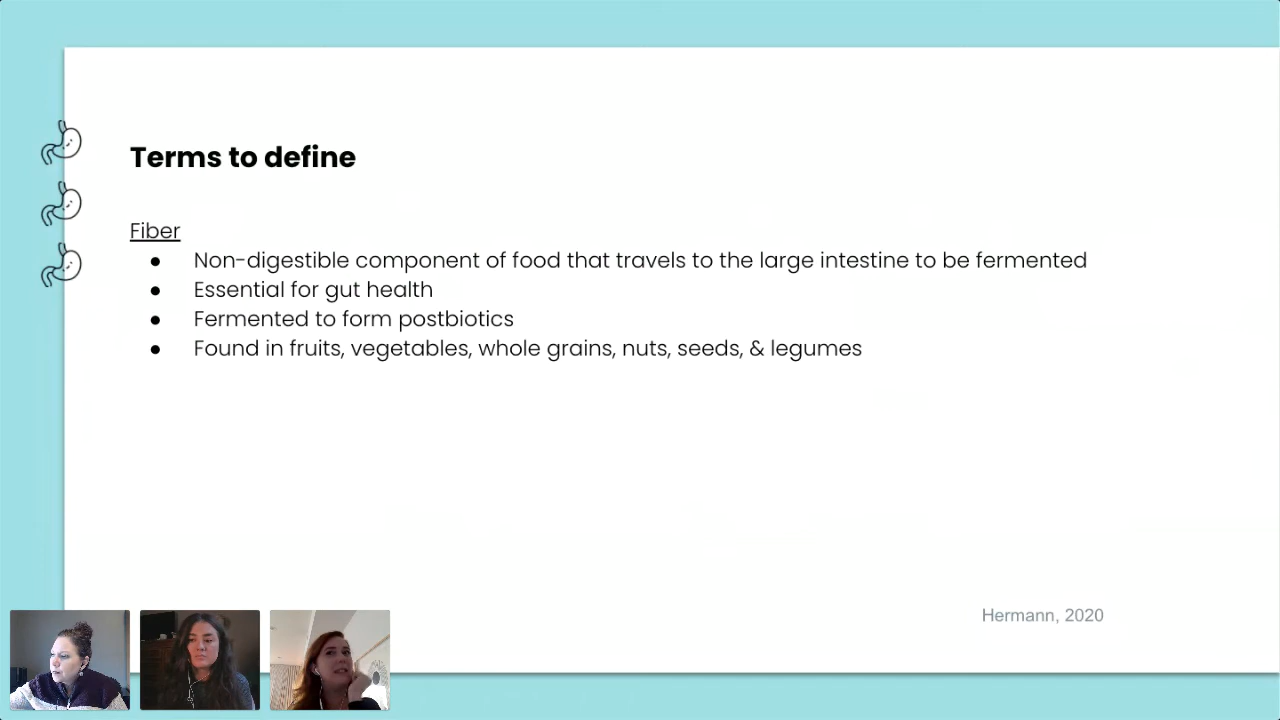 Terms to define
Fiber
● Non-digestible component of food that travels to the large intestine to be fermented
● Essential for gut health
● Fermented to form postbiotics
● Found in fruits, vegetables, whole grains, nuts, seeds, & legumes
Hermann, 2020